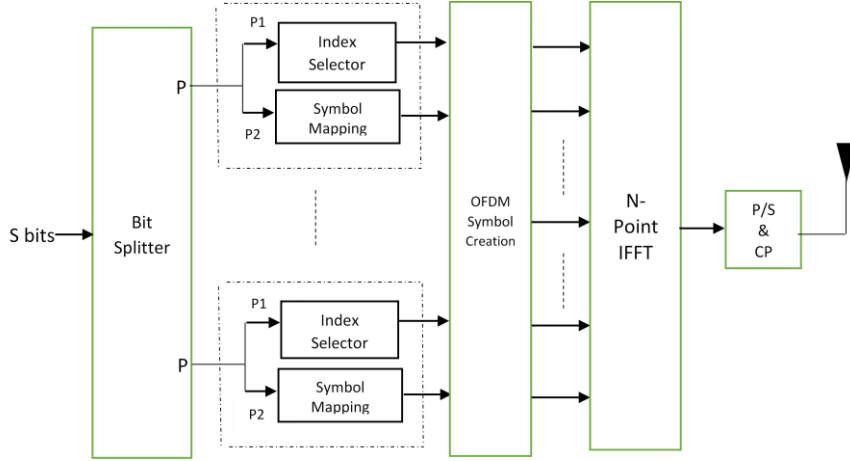 S bits
Bit
Splitter
P
P1
Index
Selector
P2
Symbol
Mapping
P
P1
Index
Selector
P2
Symbol
Mapping
OFDM
Symbol
Creation
N-
Point
IFFT
P/S
&
CP